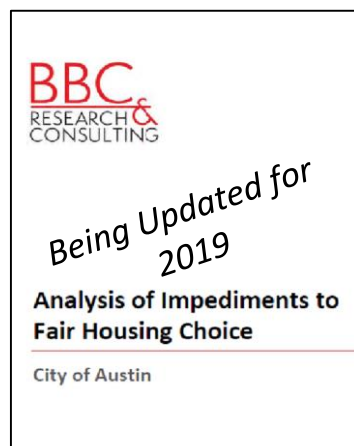 BBC
RESEARCH &
CONSULTING
Being Updated for
2019
Analysis of Impediments to
Fair Housing Choice
City of Austin